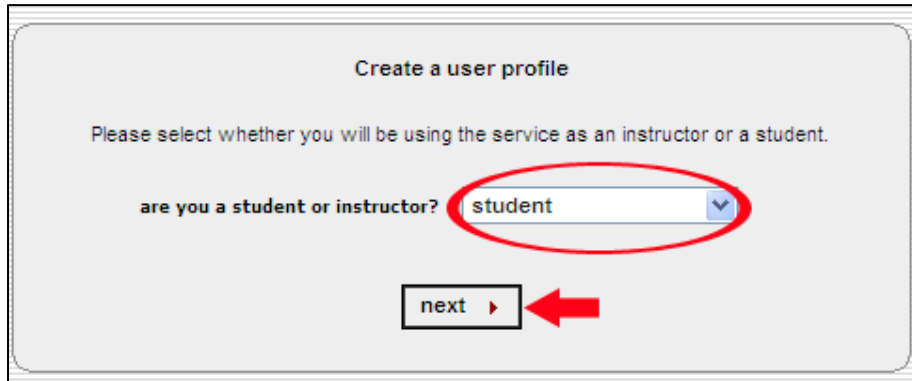 Create a user profile
Please select whether you will be using the service as an instructor or a student.
are you a student or instructor? student
next